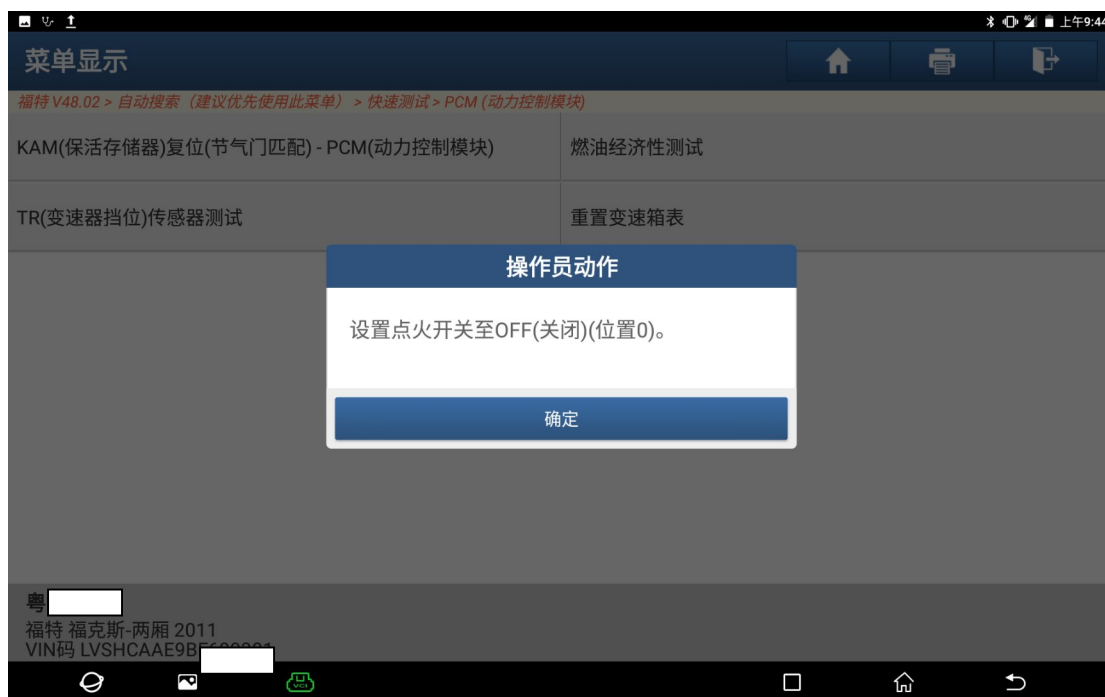 上午9:44
菜单显示
福特 V48.02 > 自动搜索（建议优先使用此菜单）> 快速测试 > PCM (动力控制模块)
KAM(保活存储器)复位(节气门匹配) - PCM(动力控制模块)
燃油经济性测试
TR(变速器挡位)传感器测试
重置变速箱表
操作员动作
设置点火开关至OFF(关闭)(位置0)。
确定
粤
福特 福克斯-两厢 2011
VIN码 LVSHCAAE9B
VCI